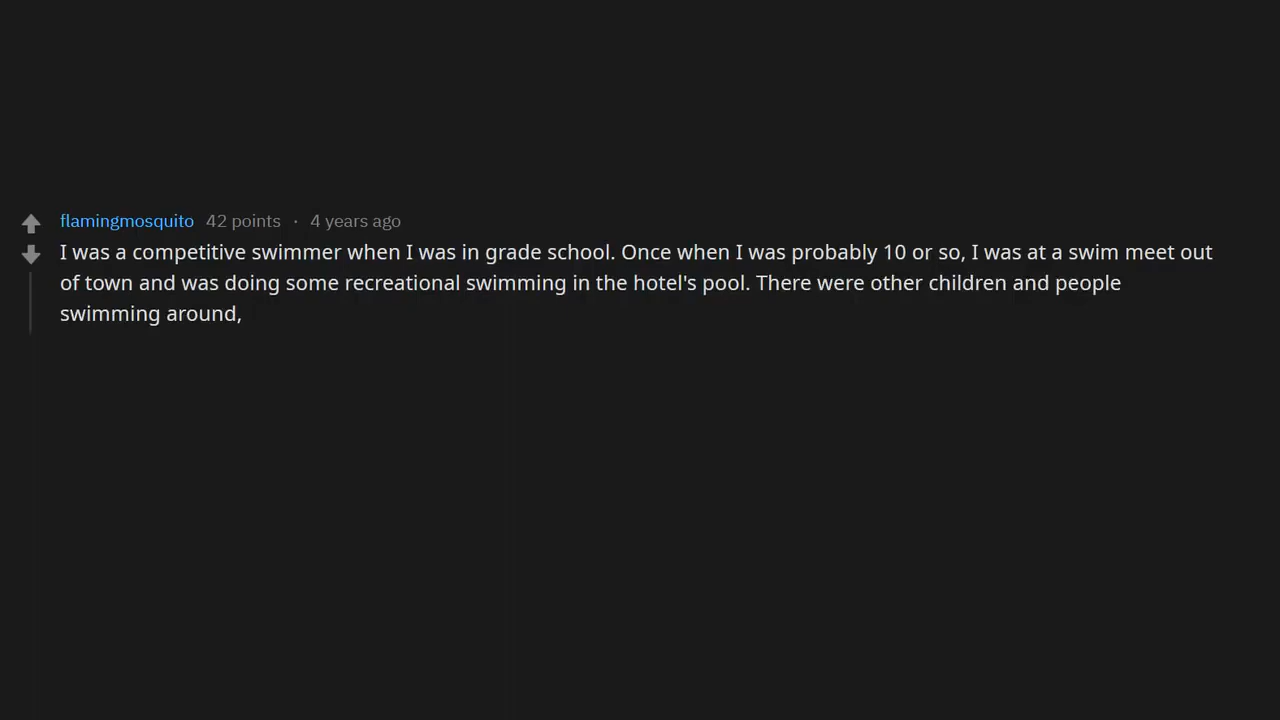 flamingmosquito 42 points · 4 years ago
I was a competitive swimmer when I was in grade school. Once when I was probably 10 or so, I was at a swim meet out
of town and was doing some recreational swimming in the hotel's pool. There were other children and people
swimming around,